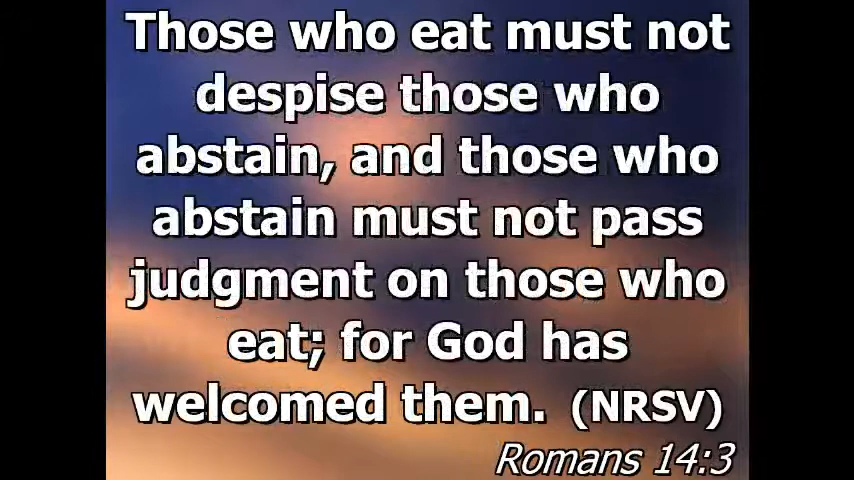 Those who eat must not
despise those who
abstain, and those who
abstain must not pass
judgment on those who
eat; for God has
welcomed them. (NRSV)
Romans 14:3